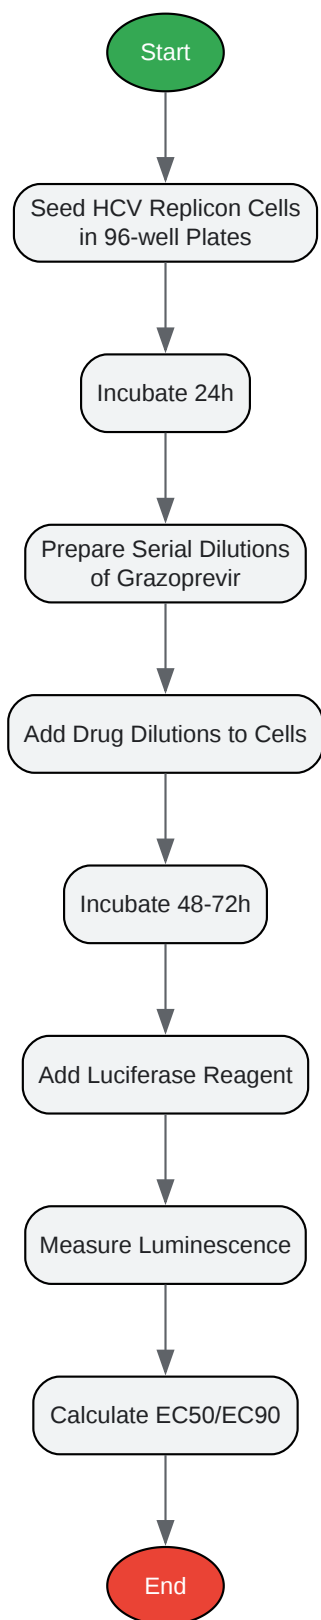 Start
Seed HCV Replicon Cells
in 96-well Plates
Incubate 24h
Prepare Serial Dilutions
of Grazoprevir
Add Drug Dilutions to Cells
Incubate 48-72h
Add Luciferase Reagent
Measure Luminescence
Calculate EC50/EC90
End